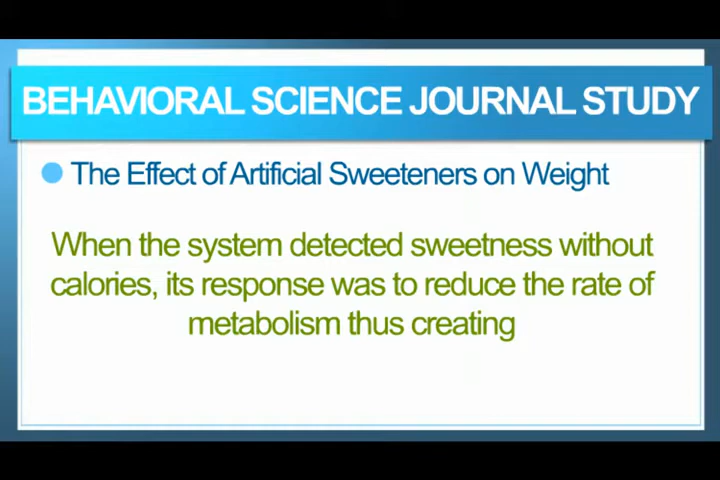 BEHAVIORAL SCIENCE JOURNAL STUDY
The Effect of Artificial Sweeteners on Weight
When the system detected sweetness without
calories, its response was to reduce the rate of
metabolism thus creating